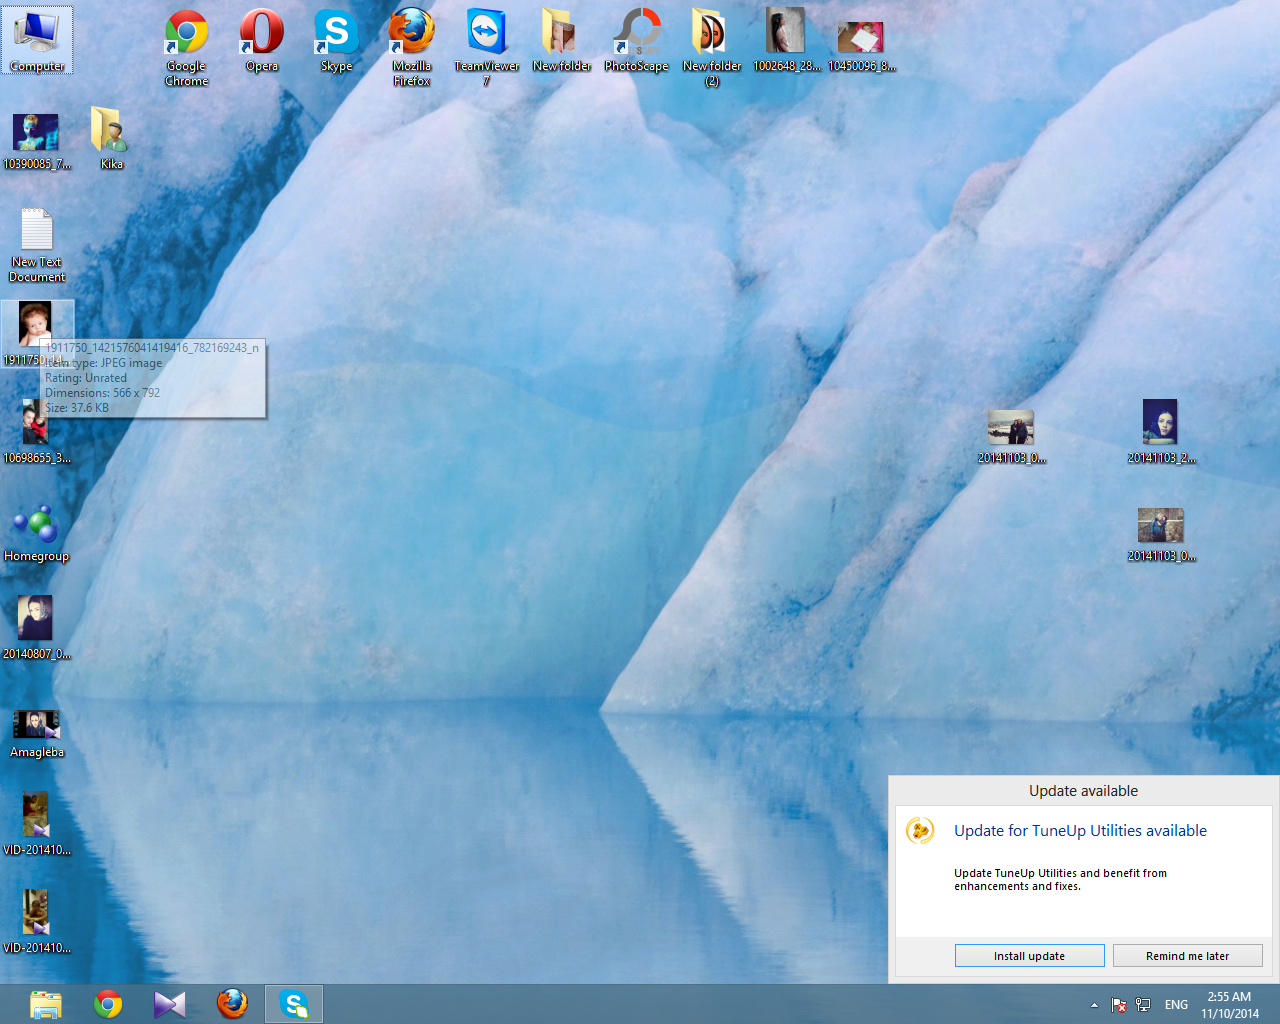 Computer
Google
Chrome
Opera
Skype
Mozilla
Firefox
TeamViewer
7
New folder
PhotoScape
New folder
(2)
1002648_28...
10450096_8...
10390085_7...
Kika
New Text
Document
1911750_14...
1911750_1421576041419416_782169243_n
Item type: JPEG image
Rating: Unrated
Dimensions: 566 x 792
Size: 37.6 KB
10698655_3...
20141103_0...
20141103_2...
Homegroup
20141103_0...
20140807_0...
Amagleba
VID-201410...
VID-201410...
Update available
Update for TuneUp Utilities available
Update TuneUp Utilities and benefit from
enhancements and fixes.
Install update
Remind me later
ENG
2:55 AM
11/10/2014